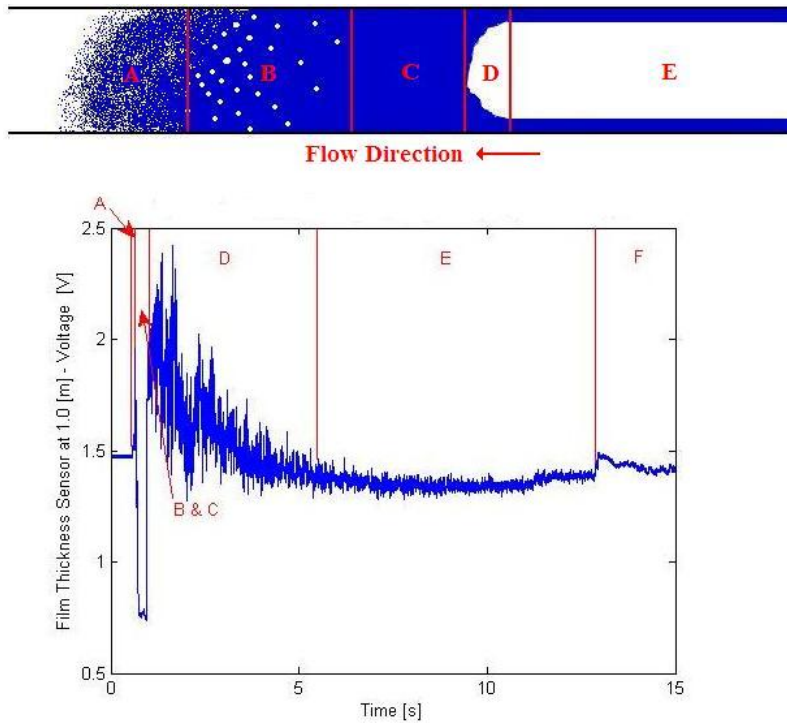 A B C D E
Flow Direction
A
2.5
D E F
2
1.5
B & C
1
0.5
0 5 10 15
Film Thickness Sensor at 1.0 [m] - Voltage [V]
Time [s]